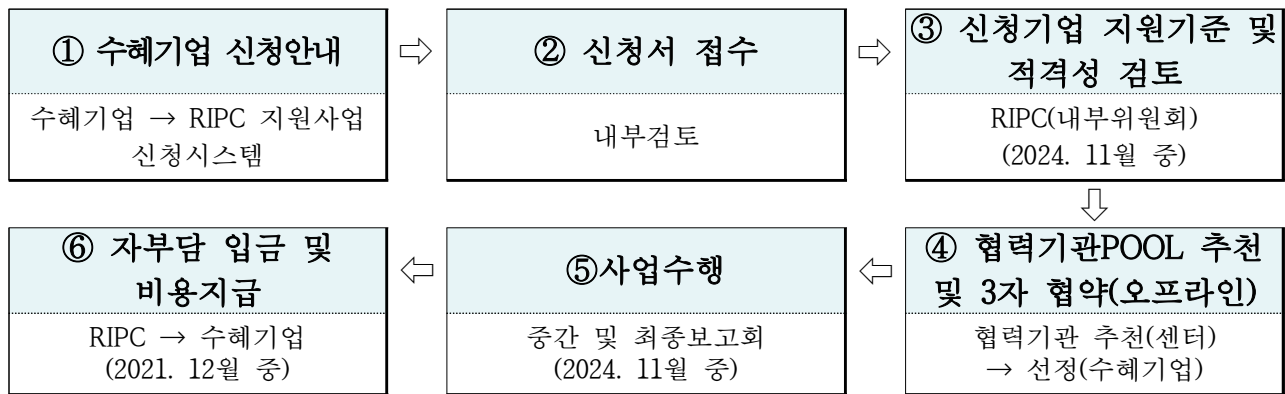 ① 수혜기업 신청안내
수혜기업 → RIPC 지원사업
신청시스템
⇨
② 신청서 접수
내부검토
⇨
③ 신청기업 지원기준 및
적격성 검토
RIPC(내부위원회)
(2024. 11월 중)
⇩
④ 협력기관POOL 추천
및 3자 협약(오프라인)
협력기관 추천(센터)
→ 선정(수혜기업)
⇦
⑤사업수행
중간 및 최종보고회
(2024. 11월 중)
⇦
⑥ 자부담 입금 및
비용지급
RIPC → 수혜기업
(2021. 12월 중)